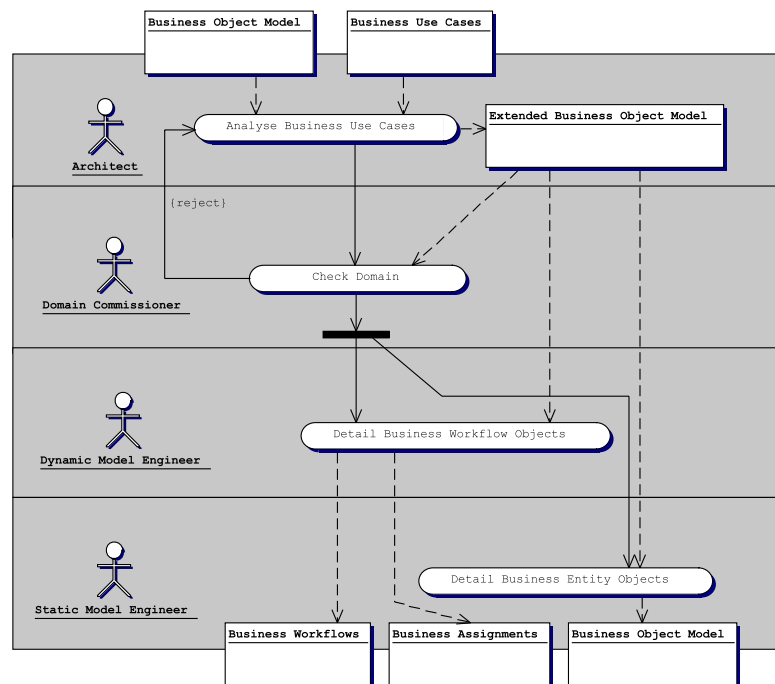 Business Object Model
Business Use Cases
Analyse Business Use Cases
Extended Business Object Model
Architect
{reject}
Check Domain
Domain Commissioner
Detail Business Workflow Objects
Dynamic Model Engineer
Detail Business Entity Objects
Static Model Engineer
Business Workflows
Business Assignments
Business Object Model